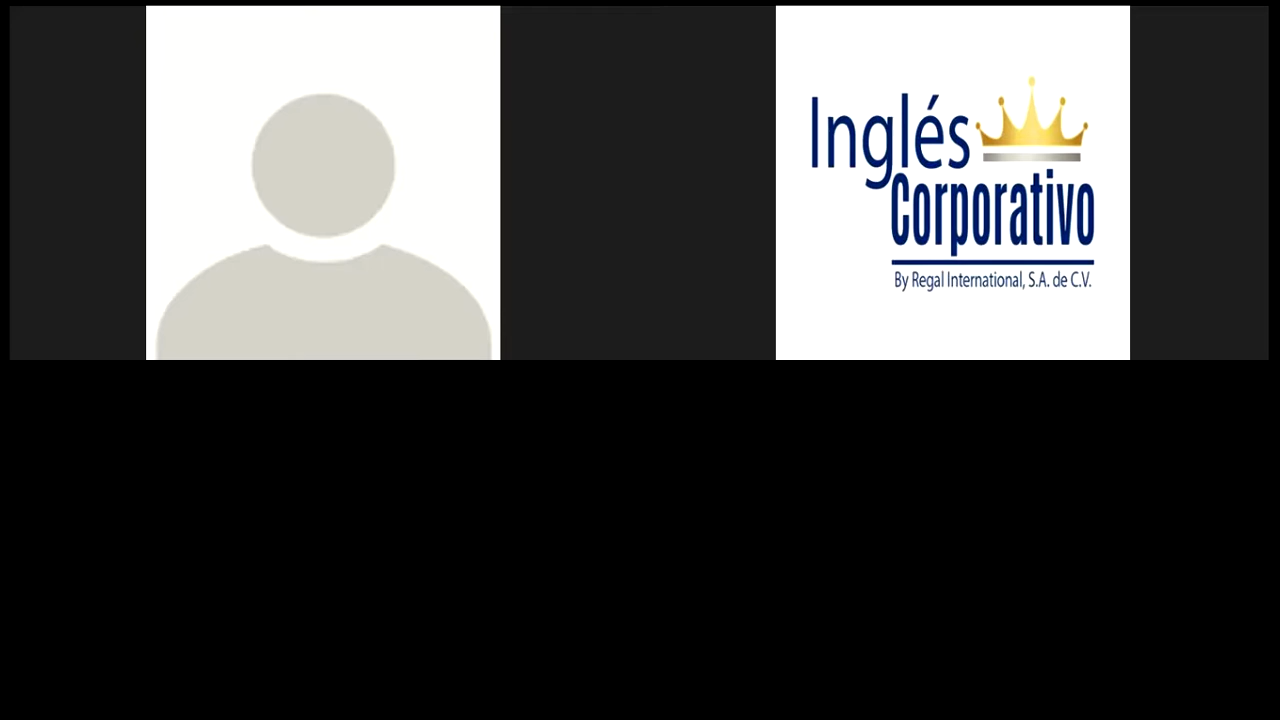 Inglés
Corporativo
By Regal International, S.A. de C.V.